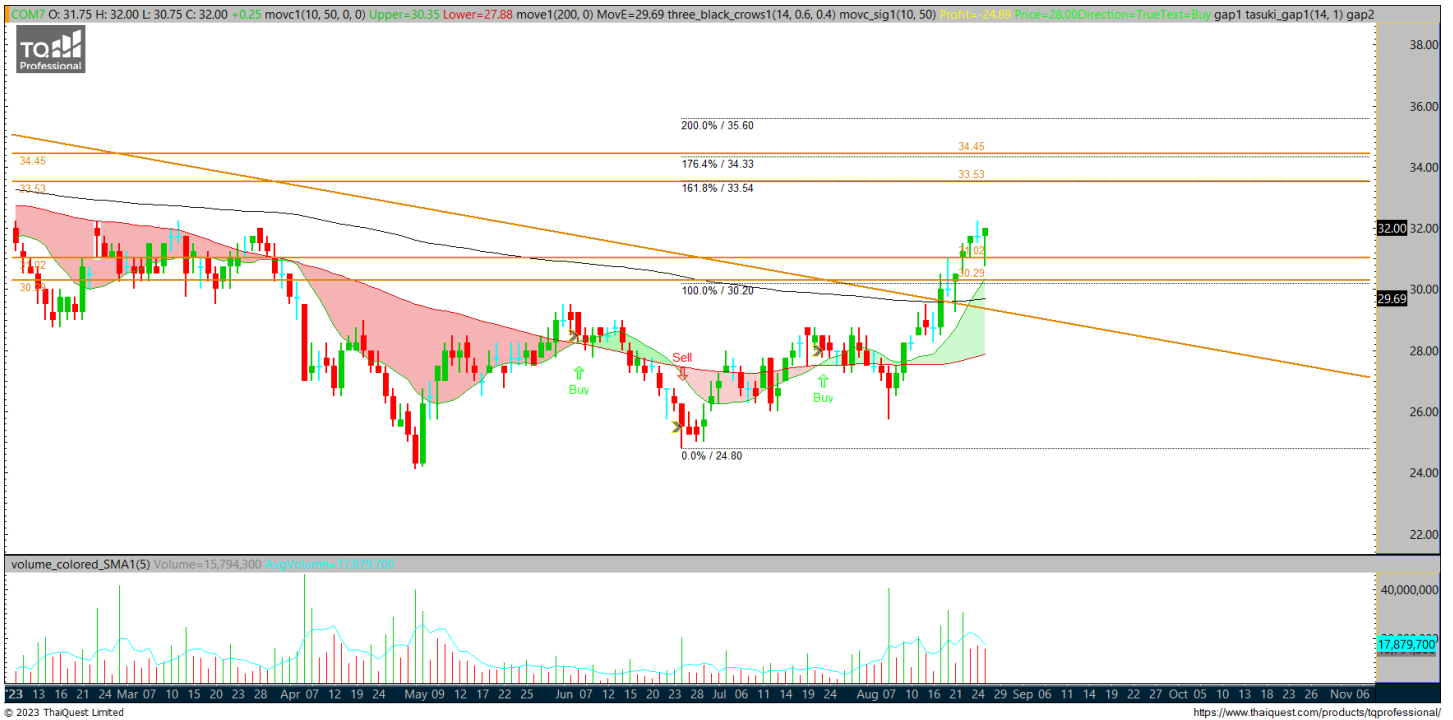 COM7 O: 31.75 H: 32.00 L: 30.75 C: 32.00 +0.25 movc1(10, 50, 0, 0) Upper=30.35 Lower=27.88 move1(200, 0) MovE=29.69 three_black_crows1(14, 0.6, 0.4) movc_sig1(10, 50) Profit=-24.89 Price=28.00Direction=TrueText=Buy gap1 tasuki_gap1(14, 1) gap2
TQ
Professional
38.00
36.00
200.0% / 35.60
34.45
34.45
176.4% / 34.33
34.00
33.53
33.53
161.8% / 33.54
32.00
32.00
30.29
100.0% / 30.20
30.00
29.69
28.00
Sell
Buy
Buy
26.00
0.0% / 24.80
24.00
22.00
volume_colored_SMA1(5) Volume=15,794,300 AvgVolume=17,879,700
40,000,000
17,879,700
'23 13 16 21 24 Mar 07 10 15 20 23 28 Apr 07 12 19 24 May 09 12 17 22 25 Jun 07 12 15 20 23 28 Jul 06 11 14 19 24 Aug 07 10 16 21 24 29 Sep 06 11 14 19 22 27 Oct 05 10 13 18 23 26 Nov 06
© 2023 ThaiQuest Limited
https://www.thaiquest.com/products/tqprofessional/